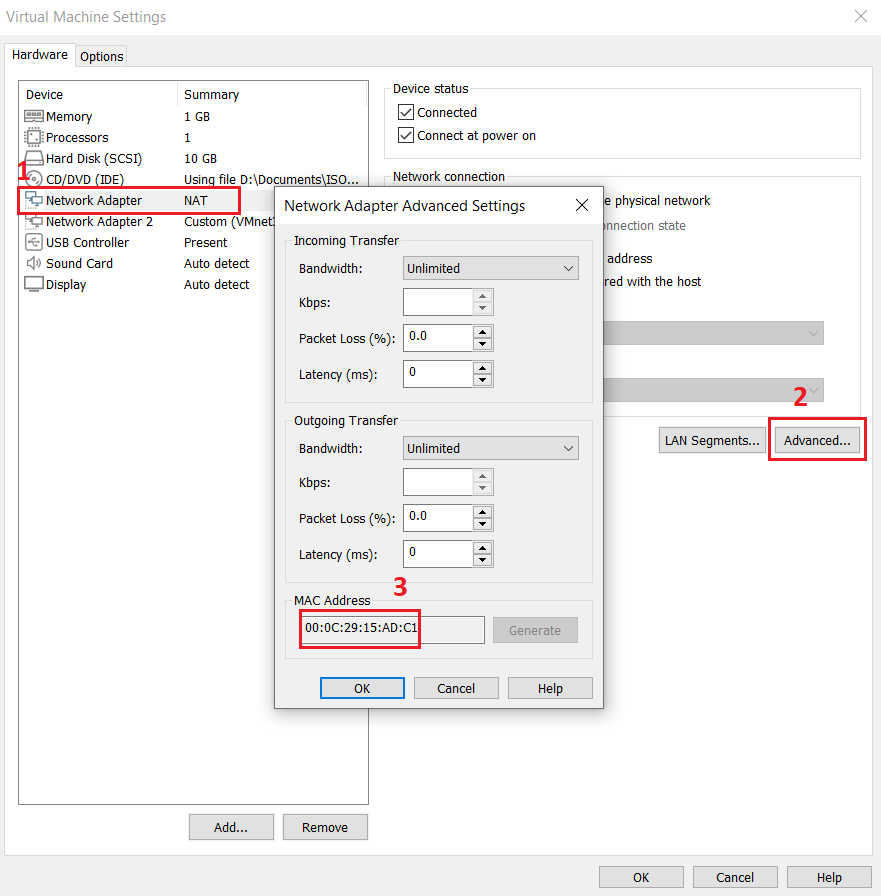 Virtual Machine Settings
Hardware
Options
Device Summary
Memory 1 GB
Processors 1
Hard Disk (SCSI) 10 GB
1
CD/DVD (IDE) Using file D:\Documents\ISO...
Network Adapter NAT
Network Adapter 2 Custom (VMnet
USB Controller Present
Sound Card Auto detect
Display Auto detect
Add...
Remove
Device status
Connected
Connect at power on
Network connection
e physical network
onnection state
address
red with the host
2
LAN Segments...
Advanced...
Network Adapter Advanced Settings
Incoming Transfer
Bandwidth: Unlimited
Kbps:
Packet Loss (%): 0.0
Latency (ms): 0
Outgoing Transfer
Bandwidth: Unlimited
Kbps:
Packet Loss (%): 0.0
Latency (ms): 0
3
MAC Address
00:0C:29:15:AD:C1
Generate
OK
Cancel
Help
OK
Cancel
Help